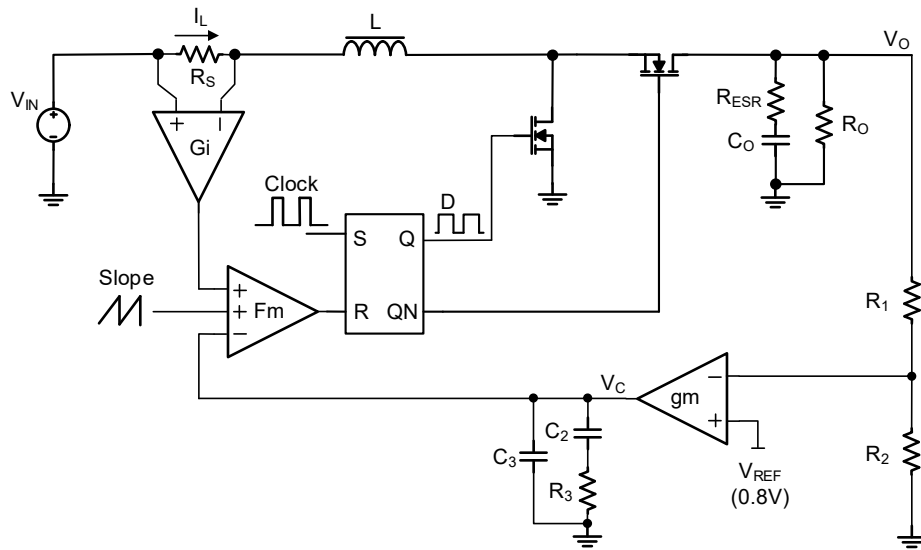 I_L
L
V_O
R_S
V_IN
+
-
+
−
Gi
R_ESR
C_O
R_O
Clock
D
S
Q
Slope
+
+
−
Fm
R
QN
R_1
V_C
−
gm
+
C_2
C_3
R_3
V_REF
(0.8V)
R_2